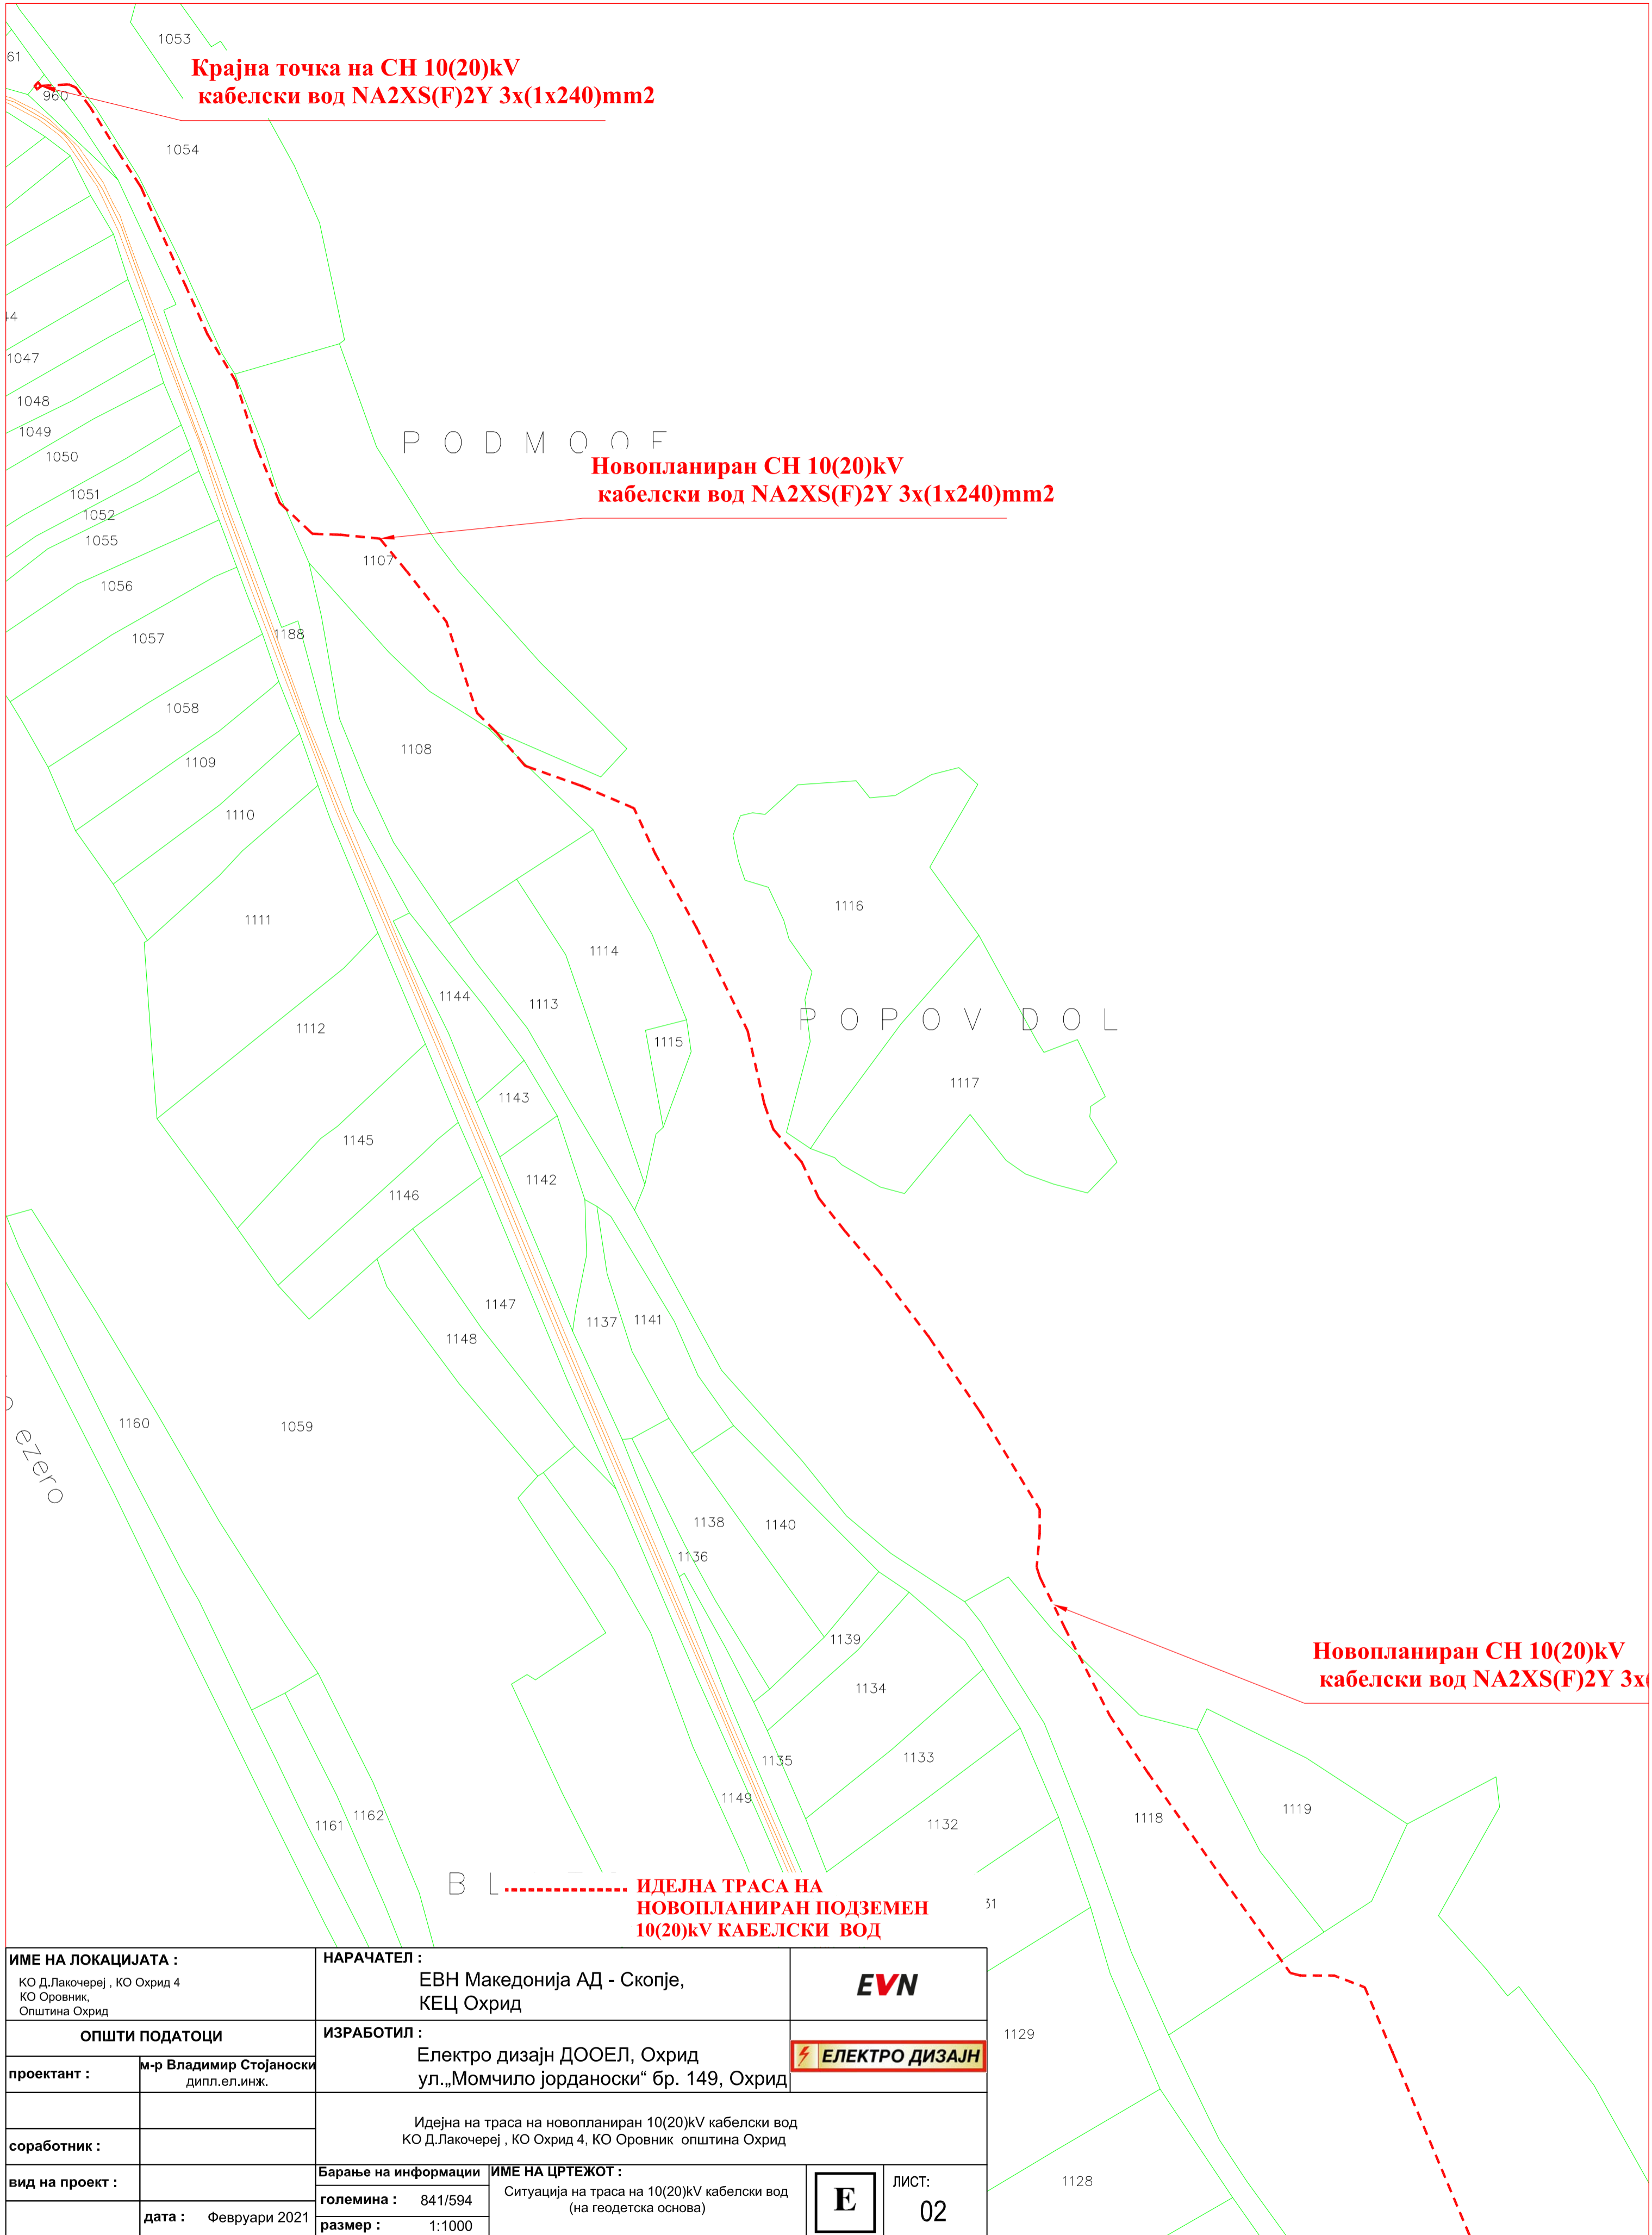 61
1053
Крајна точка на СН 10(20)kV
кабелски вод NA2XS(F)2Y 3x(1x240)mm2
960
1054
1047
1048
1049
1050
1051
1052
1055
1056
1057
1188
1058
1109
1110
1111
1112
P O D M O
Новопланиран СН 10(20)kV
кабелски вод NA2XS(F)2Y 3x(1x240)mm2
1107
1108
1116
1114
1113
1144
1115
P O P O V D O L
1117
1143
1145
1142
1146
1147
1148
1137
1141
1160
1059
ezero
1138
1140
1136
1139
1134
Новопланиран СН 10(20)kV
кабелски вод NA2XS(F)2Y 3x(
1135
1133
1149
1132
1118
1119
1161
1162
B L
ИДЕЈНА ТРАСА НА
НОВОПЛАНИРАН ПОДЗЕМЕН
10(20)kV КАБЕЛСКИ ВОД
31
1129
1128
ИМЕ НА ЛОКАЦИЈАТА :
КО Д.Лакочереј , КО Охрид 4
КО Оровник,
Општина Охрид
НАРАЧАТЕЛ :
ЕВН Македонија АД - Скопје,
КЕЦ Охрид
EVN
ОПШТИ ПОДАТОЦИ
ИЗРАБОТИЛ :
Електро дизајн ДООЕЛ, Охрид
ул.„Момчило јорданоски“ бр. 149, Охрид
ЕЛЕКТРО ДИЗАЈН
проектант :
м-р Владимир Стојаноски
дипл.ел.инж.
Идејна на траса на новопланиран 10(20)kV кабелски вод
КО Д.Лакочереј , КО Охрид 4, КО Оровник општина Охрид
соработник :
вид на проект :
Барање на информации
ИМЕ НА ЦРТЕЖОТ :
Ситуација на траса на 10(20)kV кабелски вод
(на геодетска основа)
големина : 841/594
размер : 1:1000
дата : Февруари 2021
E
ЛИСТ:
02